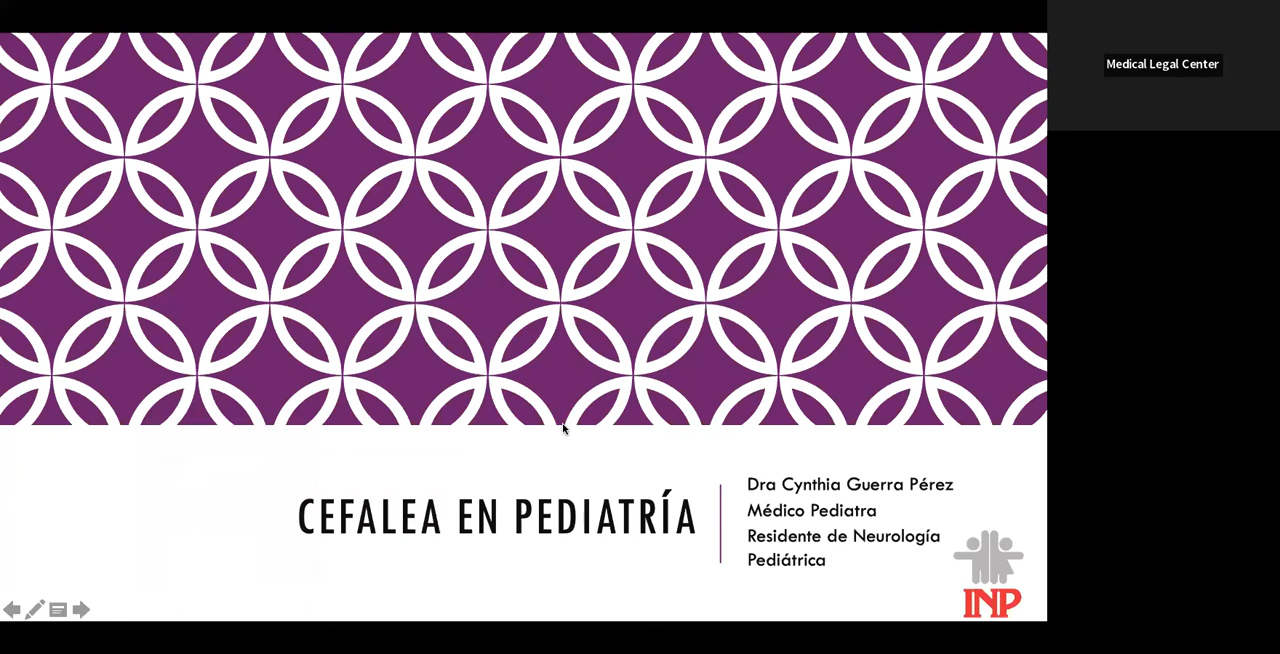 Medical Legal Center
CEFALEA EN PEDIATRÍA
Dra Cynthia Guerra Pérez
Médico Pediatra
Residente de Neurología
Pediátrica
INP